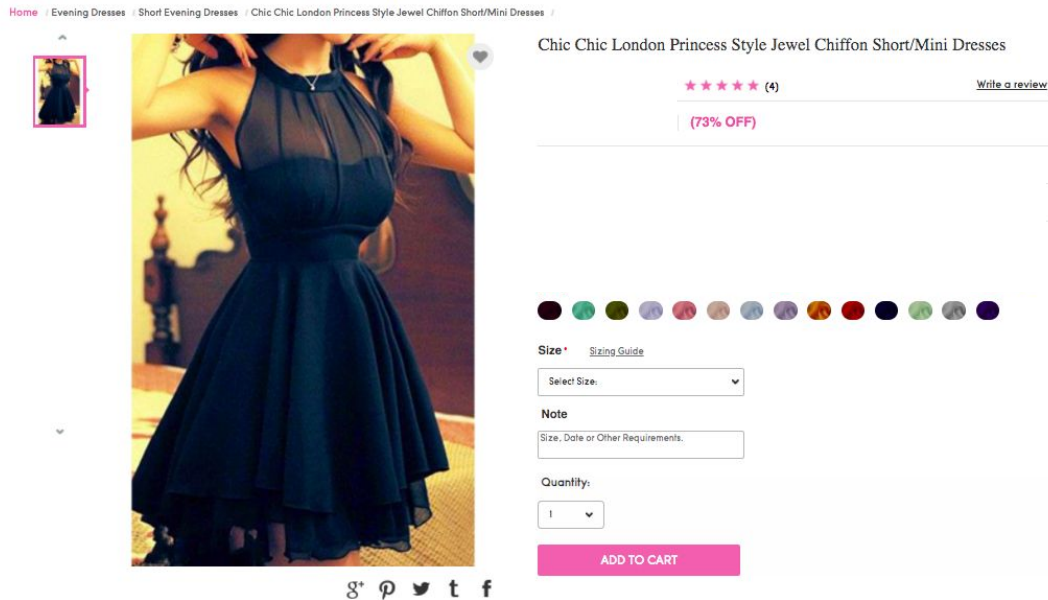 Home / Evening Dresses / Short Evening Dresses / Chic Chic London Princess Style Jewel Chiffon Short/Mini Dresses /
Chic Chic London Princess Style Jewel Chiffon Short/Mini Dresses
(4)
Write a review
(73% OFF)
Size*
Sizing Guide
Select Size:
Note
Size, Date or Other Requirements.
Quantity:
1
ADD TO CART
g+
t
f